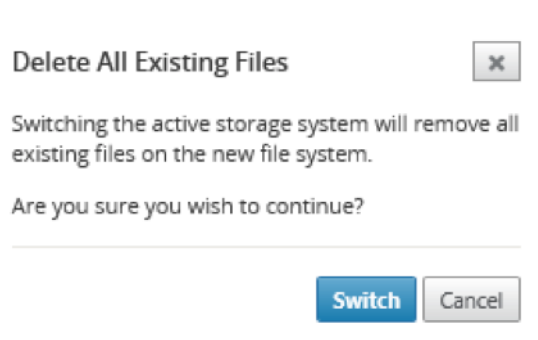 Delete All Existing Files
Switching the active storage system will remove all
existing files on the new file system.
Are you sure you wish to continue?
Switch Cancel